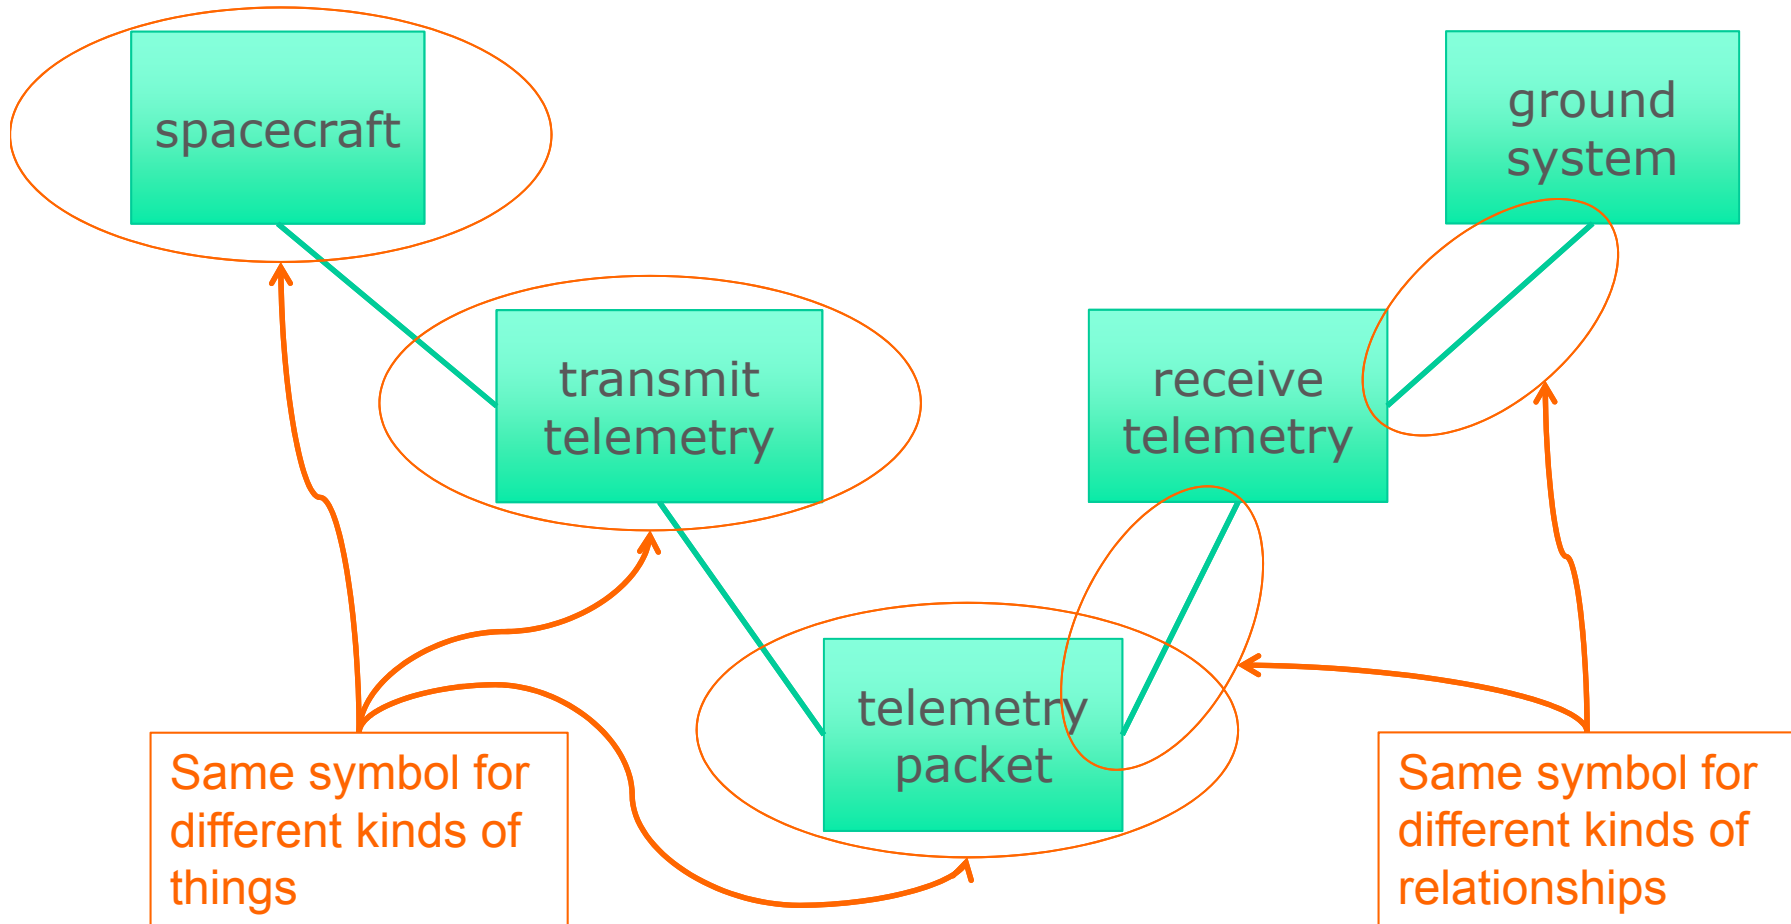 spacecraft
ground
system
transmit
telemetry
receive
telemetry
telemetry
packet
Same symbol for
different kinds of
things
Same symbol for
different kinds of
relationships